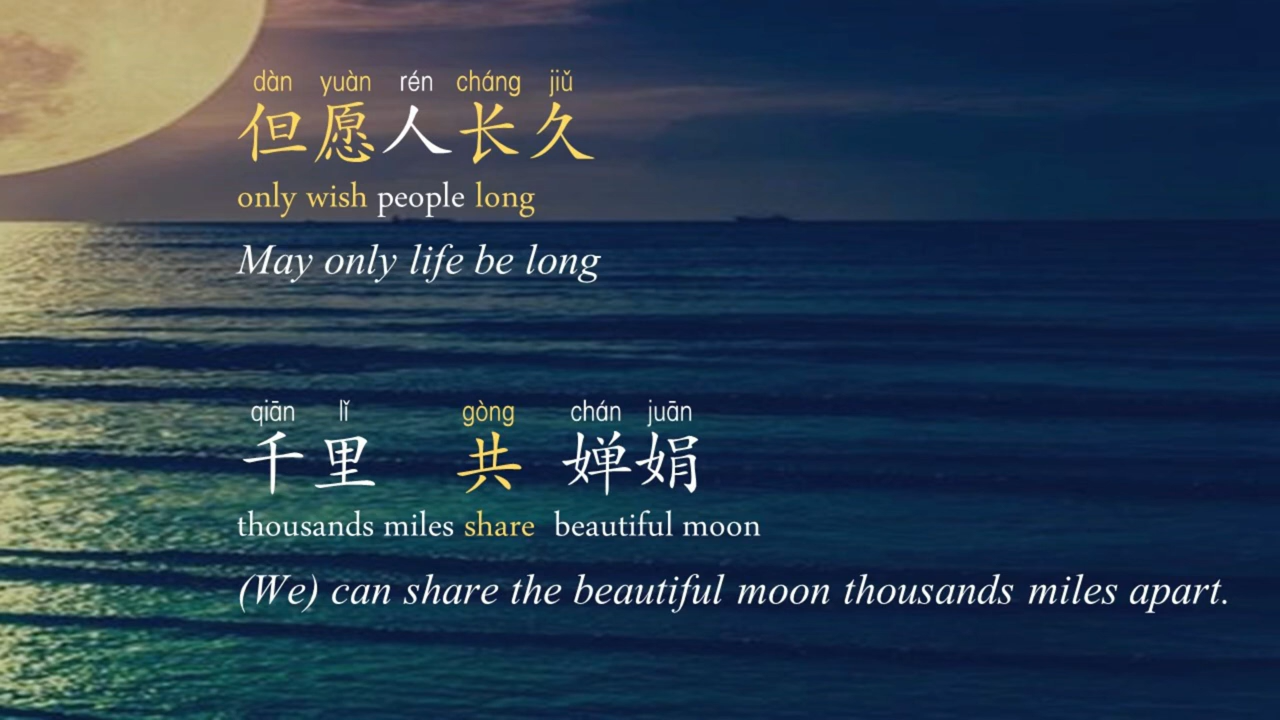 dàn yuàn rén cháng jiǔ
但愿人长久
only wish people long
May only life be long
qiān lǐ gòng chán juān
千里 共 婵娟
thousands miles share beautiful moon
(We) can share the beautiful moon thousands miles apart.